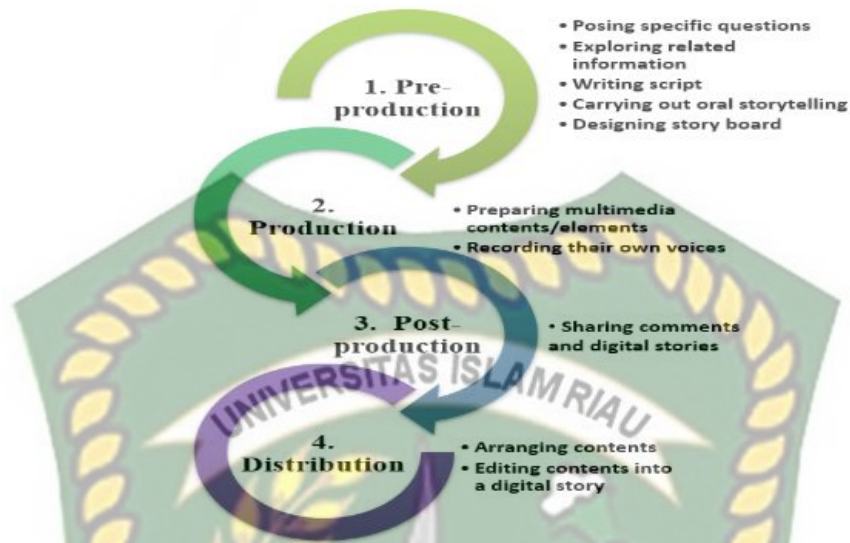 1. Pre-
production
• Posing specific questions
• Exploring related
information
• Writing script
• Carrying out oral storytelling
• Designing story board
2.
Production
• Preparing multimedia
contents/elements
• Recording their own voices
3. Post-
production
• Sharing comments
and digital stories
UNIVERSITAS ISLAM RIAU
4.
Distribution
• Arranging contents
• Editing contents into
a digital story